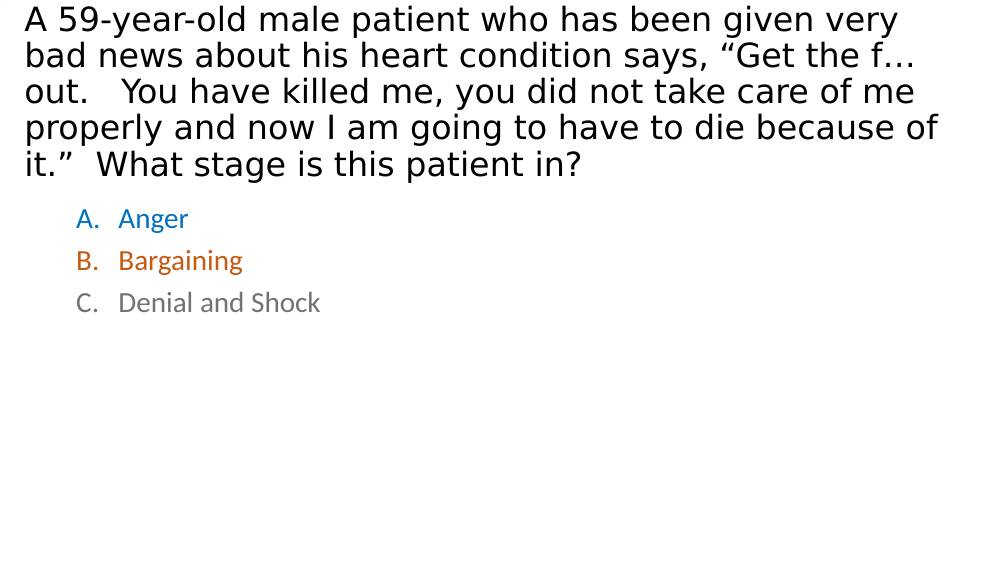 A 59-year-old male patient who has been given very
bad news about his heart condition says, “Get the f…
out.   You have killed me, you did not take care of me
properly and now I am going to have to die because of
it.”  What stage is this patient in?
A. Anger
B. Bargaining
C. Denial and Shock